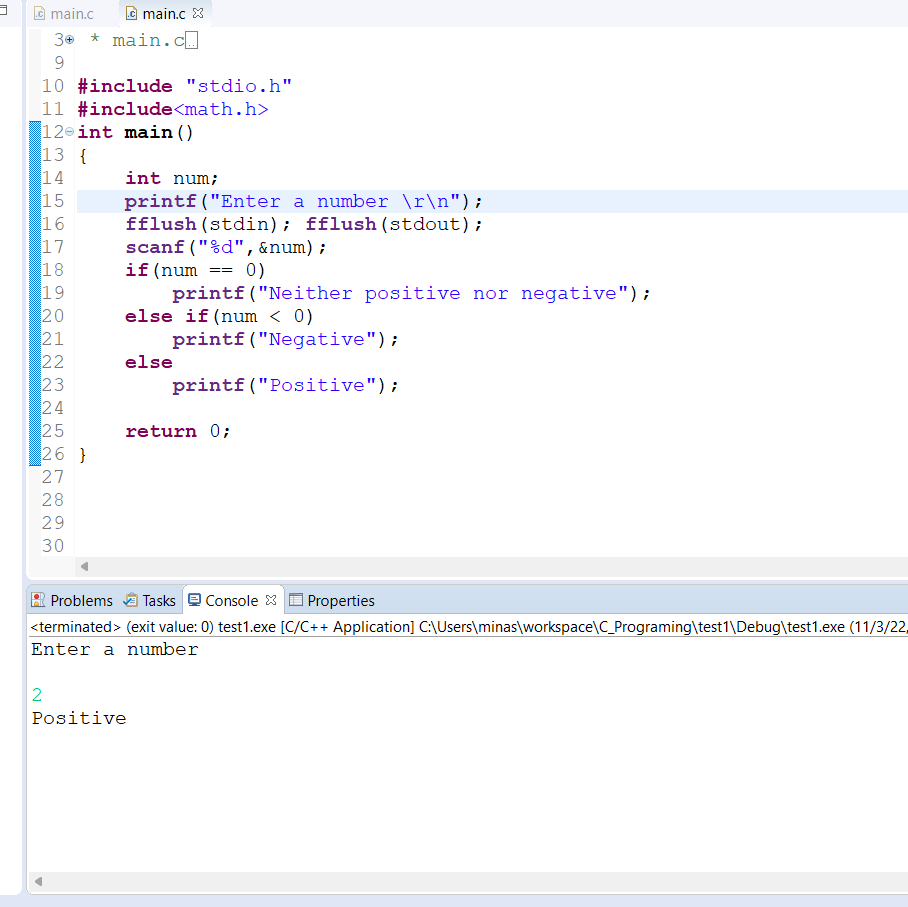 main.c main.c
3 * main.c
9
10 #include "stdio.h"
11 #include<math.h>
12 int main()
13 {
14 int num;
15 printf("Enter a number \r\n");
16 fflush(stdin); fflush(stdout);
17 scanf("%d",&num);
18 if(num == 0)
19 printf("Neither positive nor negative");
20 else if(num < 0)
21 printf("Negative");
22 else
23 printf("Positive");
24
25 return 0;
26 }
27
28
29
30
Problems Tasks Console Properties
<terminated> (exit value: 0) test1.exe [C/C++ Application] C:\Users\minas\workspace\C_Programing\test1\Debug\test1.exe (11/3/22,
Enter a number
2
Positive